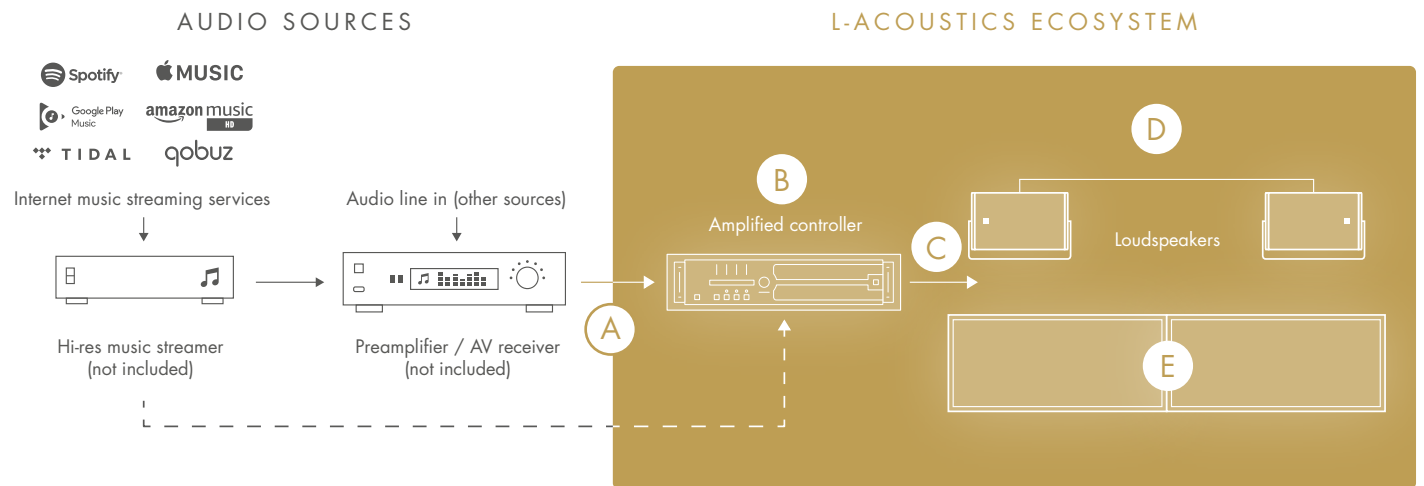 AUDIO SOURCES
L-ACOUSTICS ECOSYSTEM
Spotify
MUSIC
Google Play
Music
amazon music
HD
TIDAL
qobuz
Internet music streaming services
Audio line in (other sources)
Hi-res music streamer
(not included)
Preamplifier / AV receiver
(not included)
A
B
Amplified controller
C
D
Loudspeakers
E